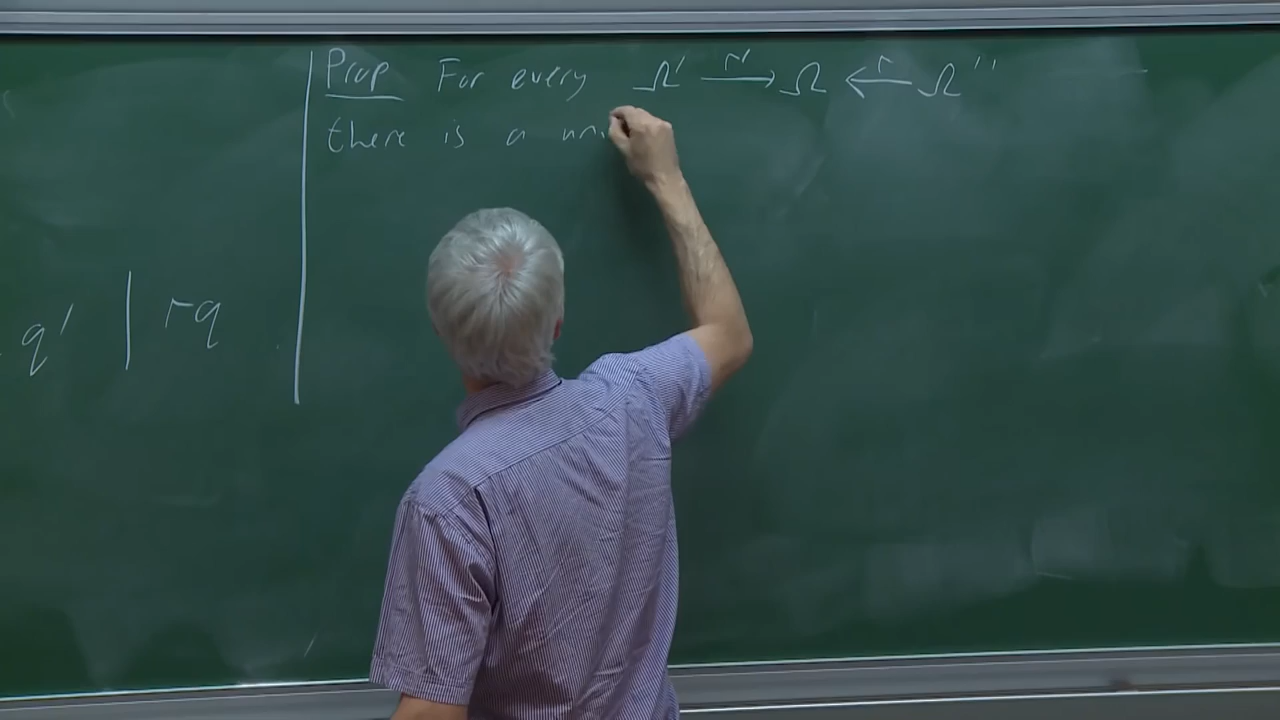 Prop For every Ω' —r'→ Ω ←r— Ω''
there is a
q' | rq